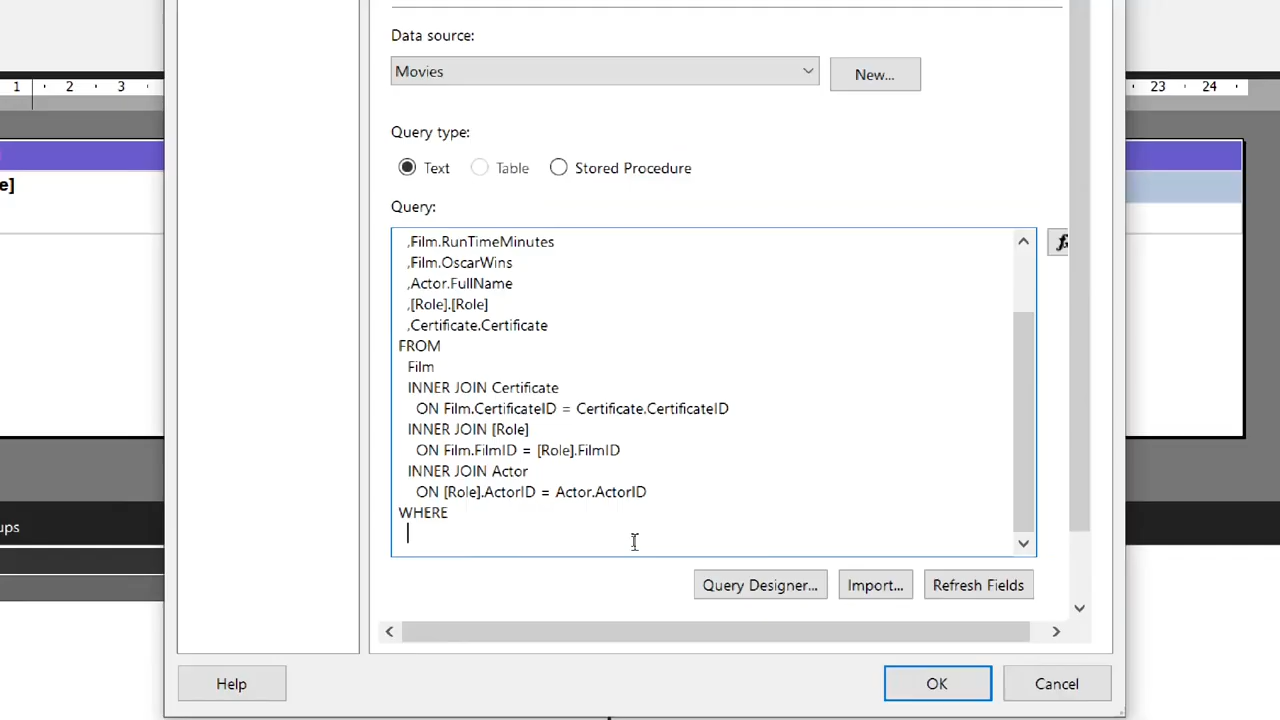 Data source:
Movies
New...
1 2 3
23 24
Query type:
Text Table Stored Procedure
e]
Query:
,Film.RunTimeMinutes
,Film.OscarWins
,Actor.FullName
,[Role].[Role]
,Certificate.Certificate
FROM
Film
INNER JOIN Certificate
ON Film.CertificateID = Certificate.CertificateID
INNER JOIN [Role]
ON Film.FilmID = [Role].FilmID
INNER JOIN Actor
ON [Role].ActorID = Actor.ActorID
WHERE
ups
Query Designer... Import... Refresh Fields
Help OK Cancel